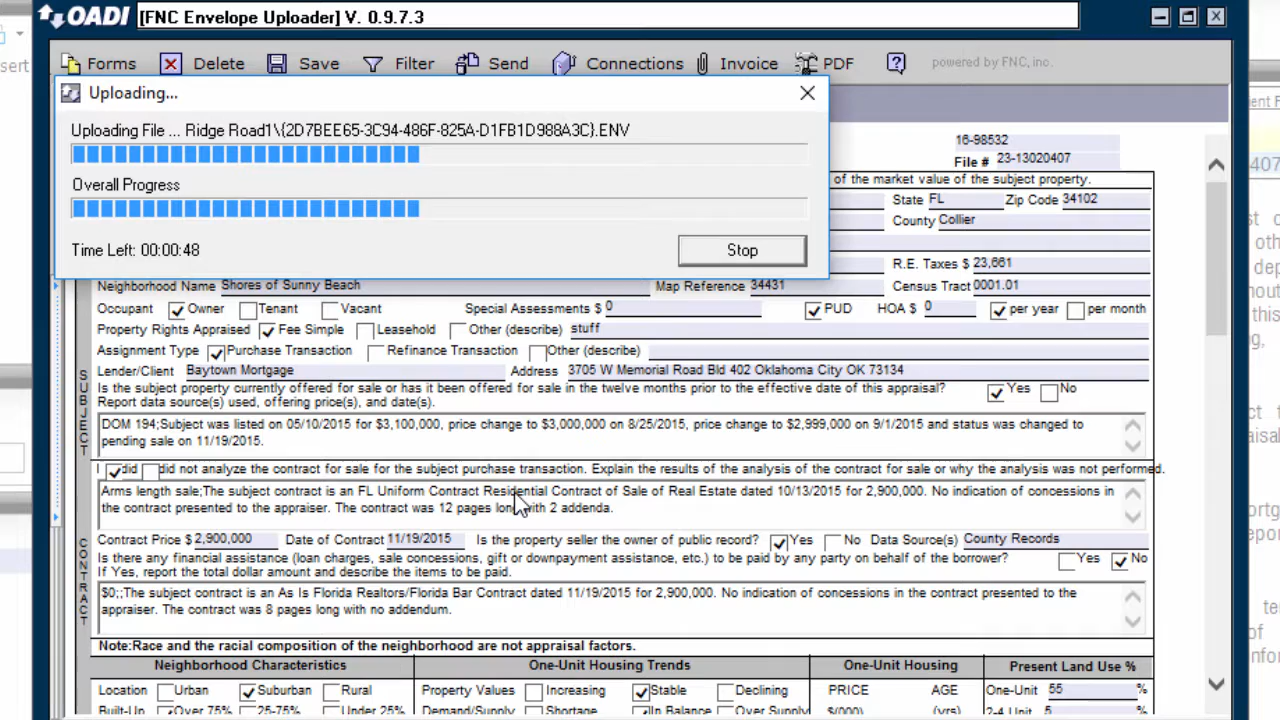 OADI [FNC Envelope Uploader] V. 0.9.7.3
Forms Delete Save Filter Send Connections Invoice PDF powered by FNC, inc.
Uploading...
Uploading File ... Ridge Road1\{2D7BEE65-3C94-486F-825A-D1FB1D988A3C}.ENV
Overall Progress
Time Left: 00:00:48 Stop
16-98532
File # 23-13020407
of the market value of the subject property.
State FL Zip Code 34102
County Collier
R.E. Taxes $ 23,661
Neighborhood Name Shores of Sunny Beach Map Reference 34431 Census Tract 0001.01
Occupant Owner Tenant Vacant Special Assessments $ 0 PUD HOA $ 0 per year per month
Property Rights Appraised Fee Simple Leasehold Other (describe) stuff
Assignment Type Purchase Transaction Refinance Transaction Other (describe)
Lender/Client Baytown Mortgage Address 3705 W Memorial Road Bld 402 Oklahoma City OK 73134
Is the subject property currently offered for sale or has it been offered for sale in the twelve months prior to the effective date of this appraisal? Yes No
Report data source(s) used, offering price(s), and date(s).
DOM 194;Subject was listed on 05/10/2015 for $3,100,000, price change to $3,000,000 on 8/25/2015, price change to $2,999,000 on 9/1/2015 and status was changed to
pending sale on 11/19/2015.
SUBJECT
I did did not analyze the contract for sale for the subject purchase transaction. Explain the results of the analysis of the contract for sale or why the analysis was not performed.
Arms length sale;The subject contract is an FL Uniform Contract Residential Contract of Sale of Real Estate dated 10/13/2015 for 2,900,000. No indication of concessions in
the contract presented to the appraiser. The contract was 12 pages long with 2 addenda.
Contract Price $ 2,900,000 Date of Contract 11/19/2015 Is the property seller the owner of public record? Yes No Data Source(s) County Records
Is there any financial assistance (loan charges, sale concessions, gift or downpayment assistance, etc.) to be paid by any party on behalf of the borrower? Yes No
If Yes, report the total dollar amount and describe the items to be paid.
$0;;The subject contract is an As Is Florida Realtors/Florida Bar Contract dated 11/19/2015 for 2,900,000. No indication of concessions in the contract presented to the
appraiser. The contract was 8 pages long with no addendum.
CONTRACT
Note:Race and the racial composition of the neighborhood are not appraisal factors.
Neighborhood Characteristics One-Unit Housing Trends One-Unit Housing Present Land Use %
Location Urban Suburban Rural Property Values Increasing Stable Declining PRICE AGE One-Unit 55 %
Built-Up Over 75% 25-75% Under 25% Demand/Supply Shortage In Balance Over Supply $(000) (yrs) 2-4 Unit 5 %